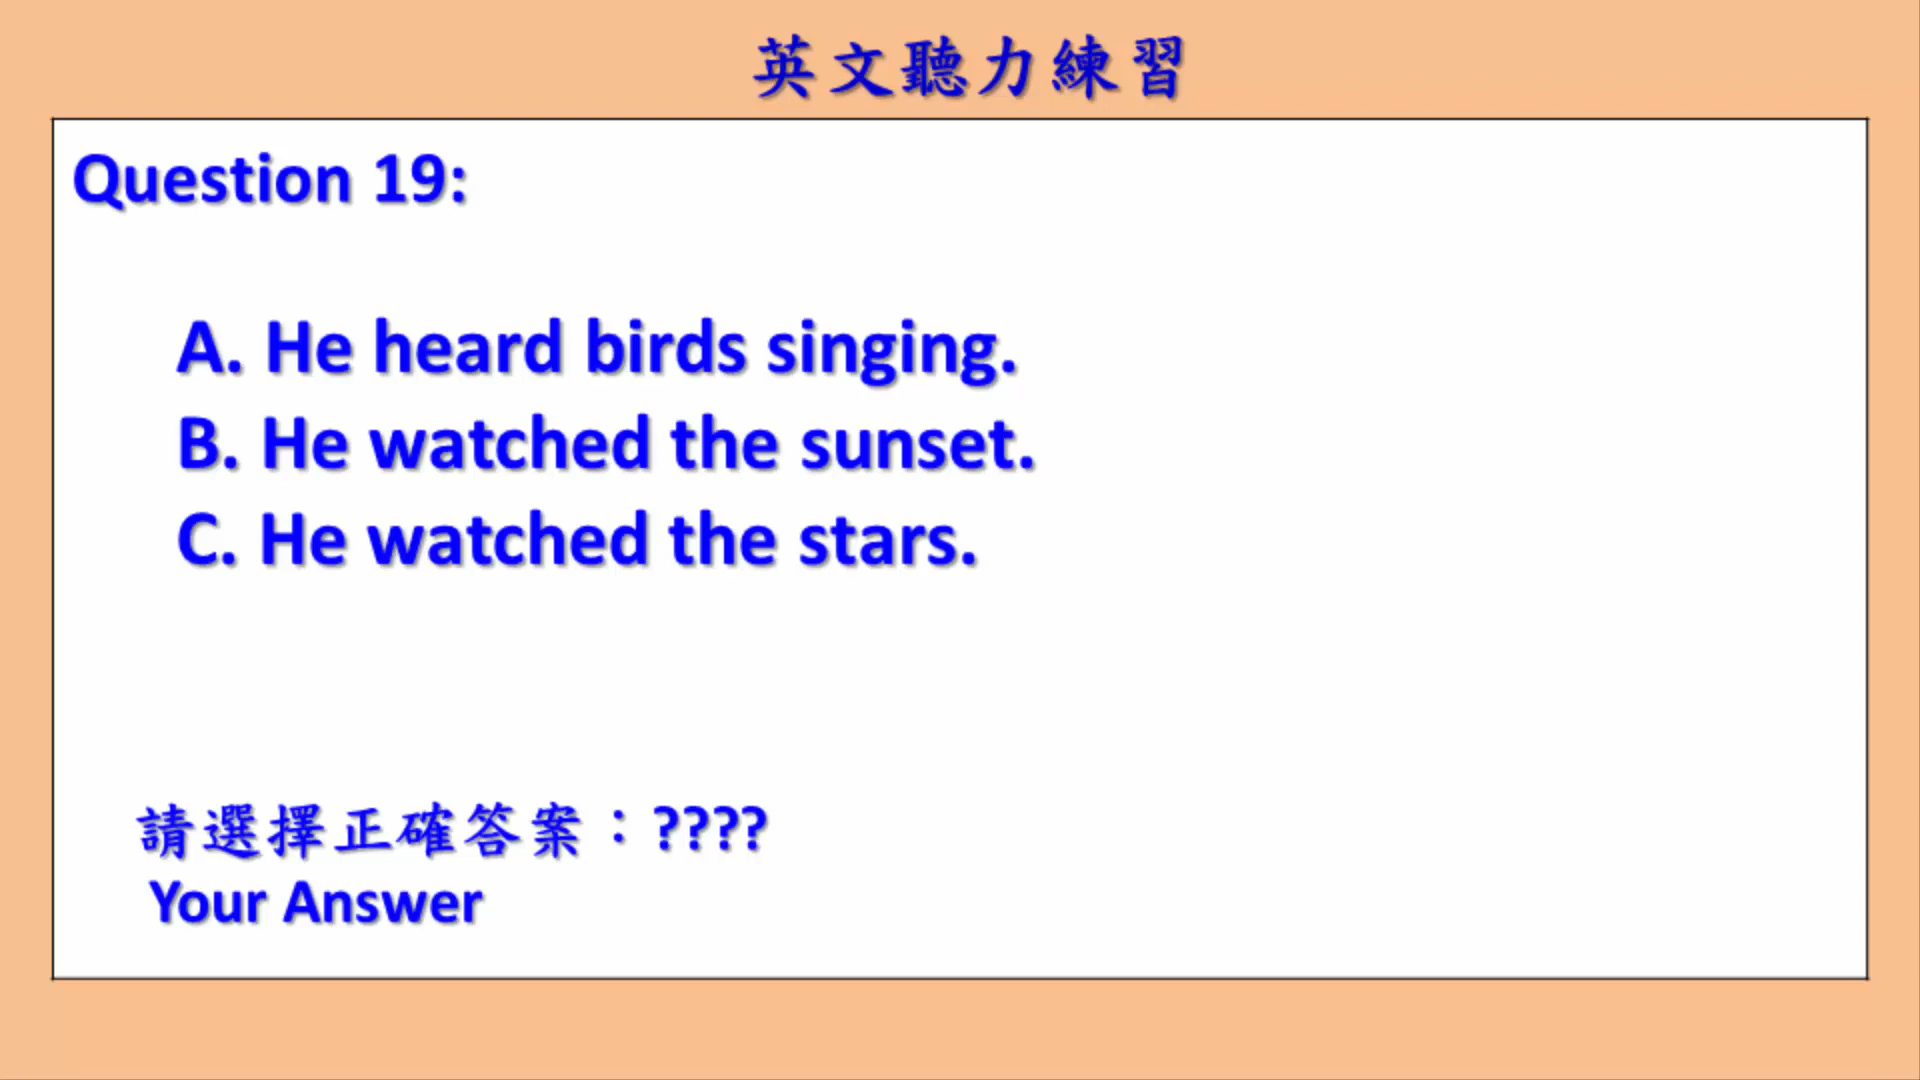 英文聽力練習
Question 19:
A. He heard birds singing.
B. He watched the sunset.
C. He watched the stars.
請選擇正確答案：????
Your Answer